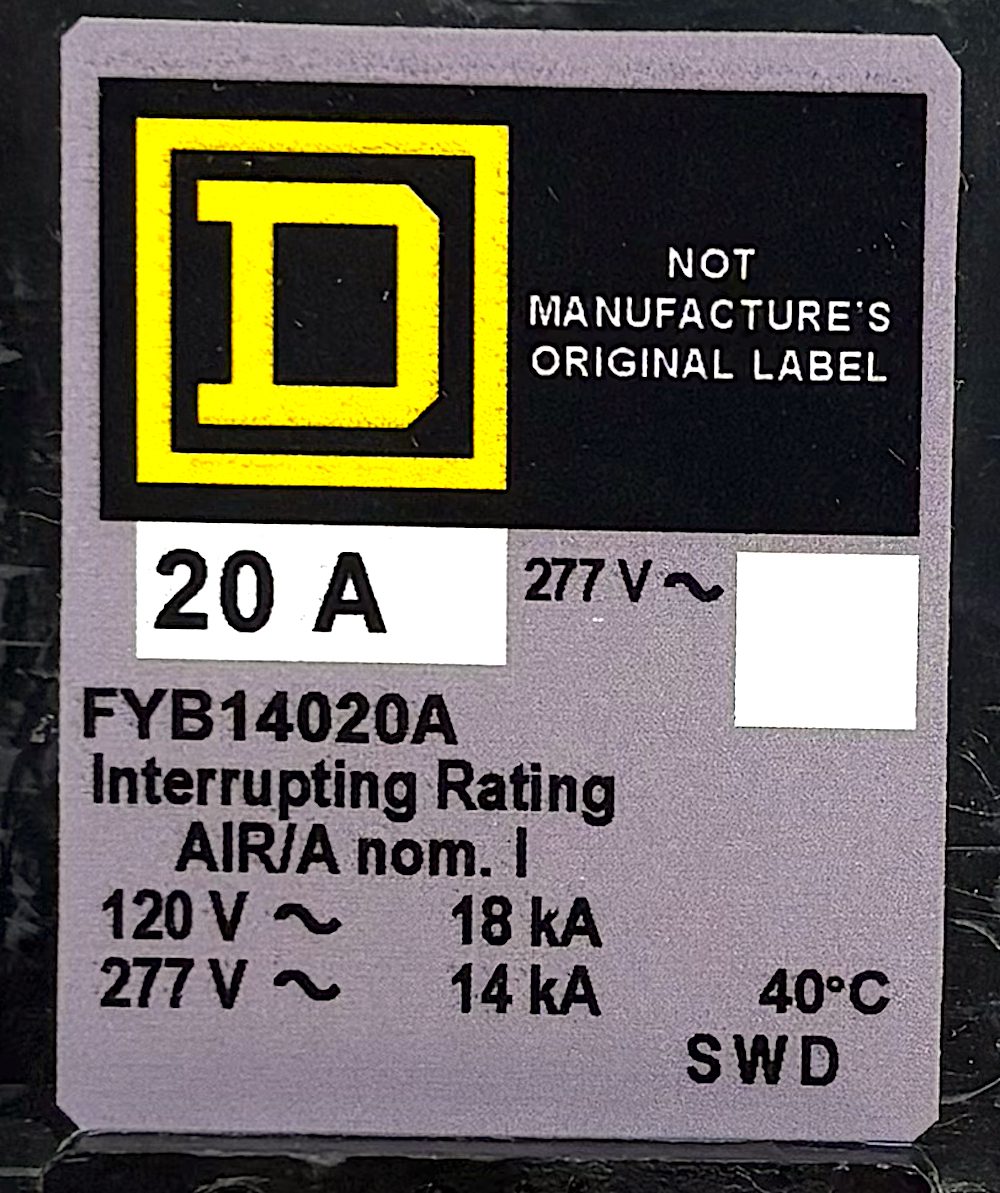 D
NOT
MANUFACTURE'S
ORIGINAL LABEL
20 A
277 V ~
FYB14020A
Interrupting Rating
AIR/A nom. I
120 V ~ 18 kA
277 V ~ 14 kA 40°C
SWD